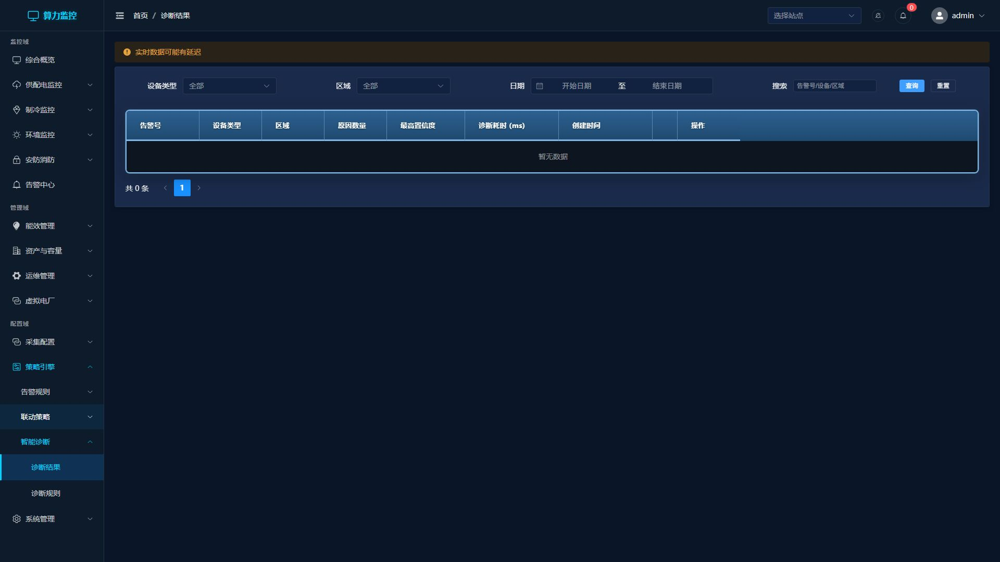 算力监控
首页 / 诊断结果
选择站点
0
admin
监控域
综合概览
供配电监控
制冷监控
环境监控
安防消防
告警中心
管理域
能效管理
资产与容量
运维管理
虚拟电厂
配置域
采集配置
策略引擎
告警规则
联动策略
智能诊断
诊断结果
诊断规则
系统管理
实时数据可能有延迟
设备类型 全部 区域 全部 日期 开始日期 至 结束日期 搜索 告警号/设备/区域 查询 重置
告警号 设备类型 区域 原因数量 最高置信度 诊断耗时 (ms) 创建时间 操作
暂无数据
共 0 条 1